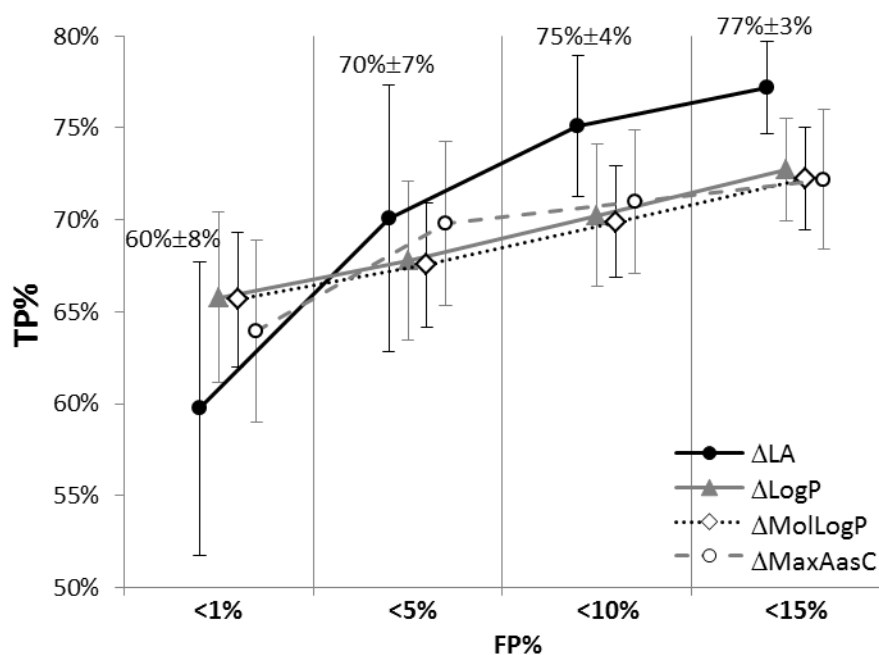 80%
75%
70%
65%
60%
55%
50%
TP%
60%±8%
70%±7%
75%±4%
77%±3%
ΔLA
ΔLogP
ΔMolLogP
ΔMaxAasC
<1%
<5%
<10%
<15%
FP%